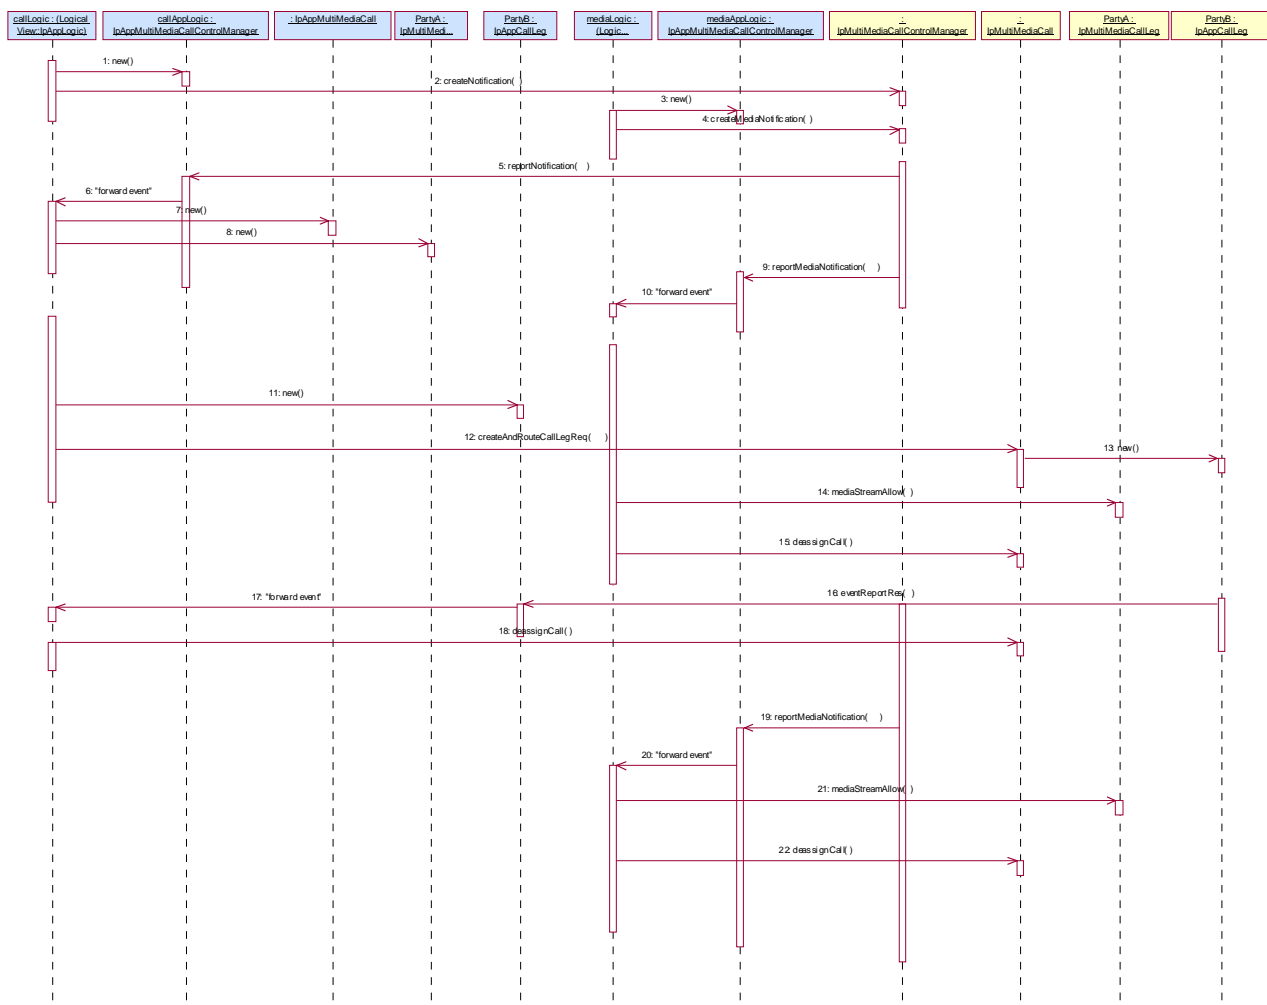 callLogic : (Logical
View::IpAppLogic)
callAppLogic :
IpAppMultiMediaCallControlManager
: IpAppMultiMediaCall
PartyA :
IpMultiMedi...
PartyB :
IpAppCallLeg
mediaLogic :
(Logic...
mediaAppLogic :
IpAppMultiMediaCallControlManager
:
IpMultiMediaCallControlManager
:
IpMultiMediaCall
PartyA :
IpMultiMediaCallLeg
PartyB :
IpAppCallLeg
1: new()
2: createNotification( )
3: new()
4: createMediaNotification( )
5: reportNotification( )
6: "forward event"
7: new()
8: new()
9: reportMediaNotification( )
10: "forward event"
11: new()
12: createAndRouteCallLegReq( )
13: new()
14: mediaStreamAllow( )
15: deassignCall( )
16: eventReportRes( )
17: "forward event"
18: deassignCall( )
19: reportMediaNotification( )
20: "forward event"
21: mediaStreamAllow( )
22: deassignCall( )